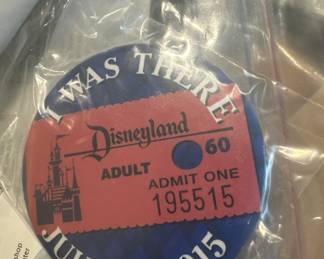 I WAS THERE
Disneyland
ADULT 60
ADMIT ONE
195515